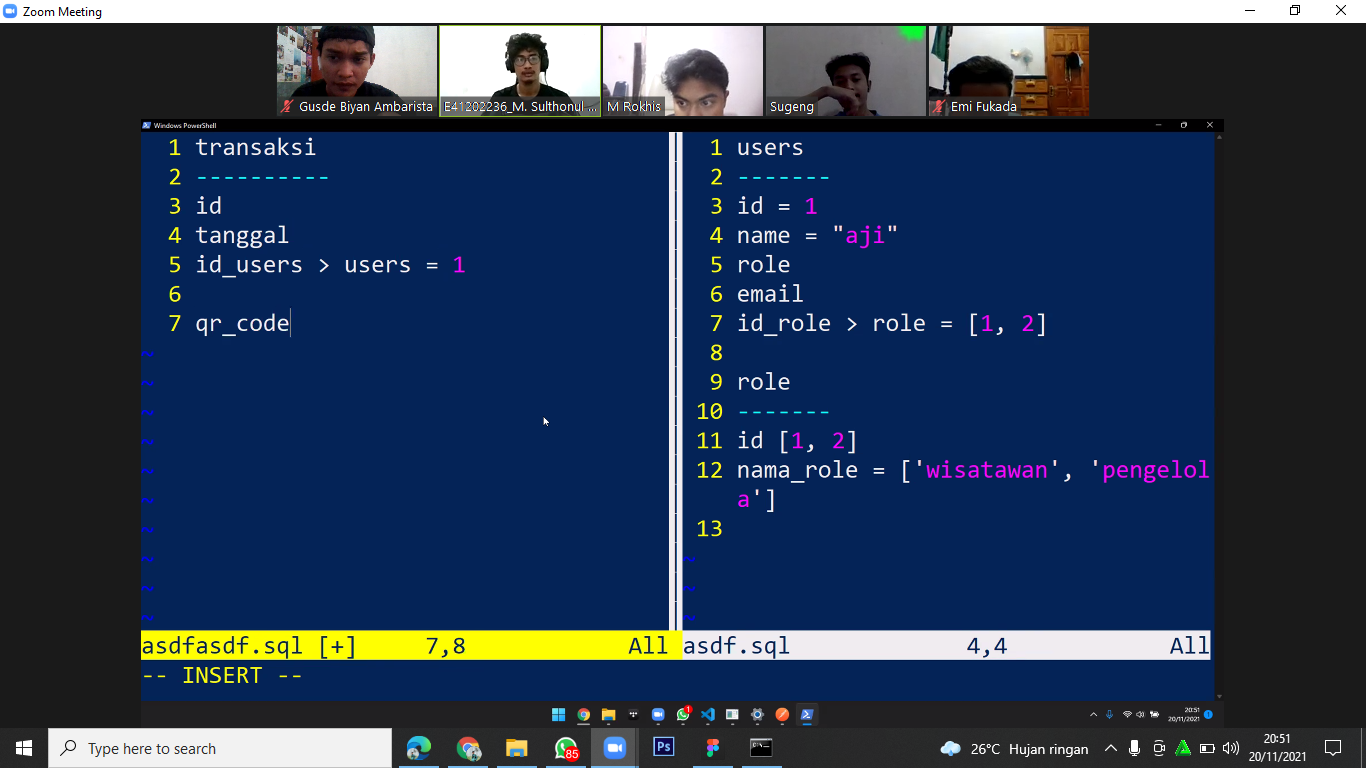 Zoom Meeting
Gusde Biyan Ambarista
E41202236_M. Sulthonul ...
M Rokhis
Sugeng
Emi Fukada
Windows PowerShell
1 transaksi
2 ----------
3 id
4 tanggal
5 id_users > users = 1
6
7 qr_code
~
~
~
~
~
~
~
~
~
~
asdfasdf.sql [+] 7,8 All
-- INSERT --
1 users
2 -------
3 id = 1
4 name = "aji"
5 role
6 email
7 id_role > role = [1, 2]
8
9 role
10 -------
11 id [1, 2]
12 nama_role = ['wisatawan', 'pengelol
a']
13
~
~
~
asdf.sql 4,4 All
1
20:51
20/11/2021
1
Type here to search
85
Ps
26°C Hujan ringan
20:51
20/11/2021